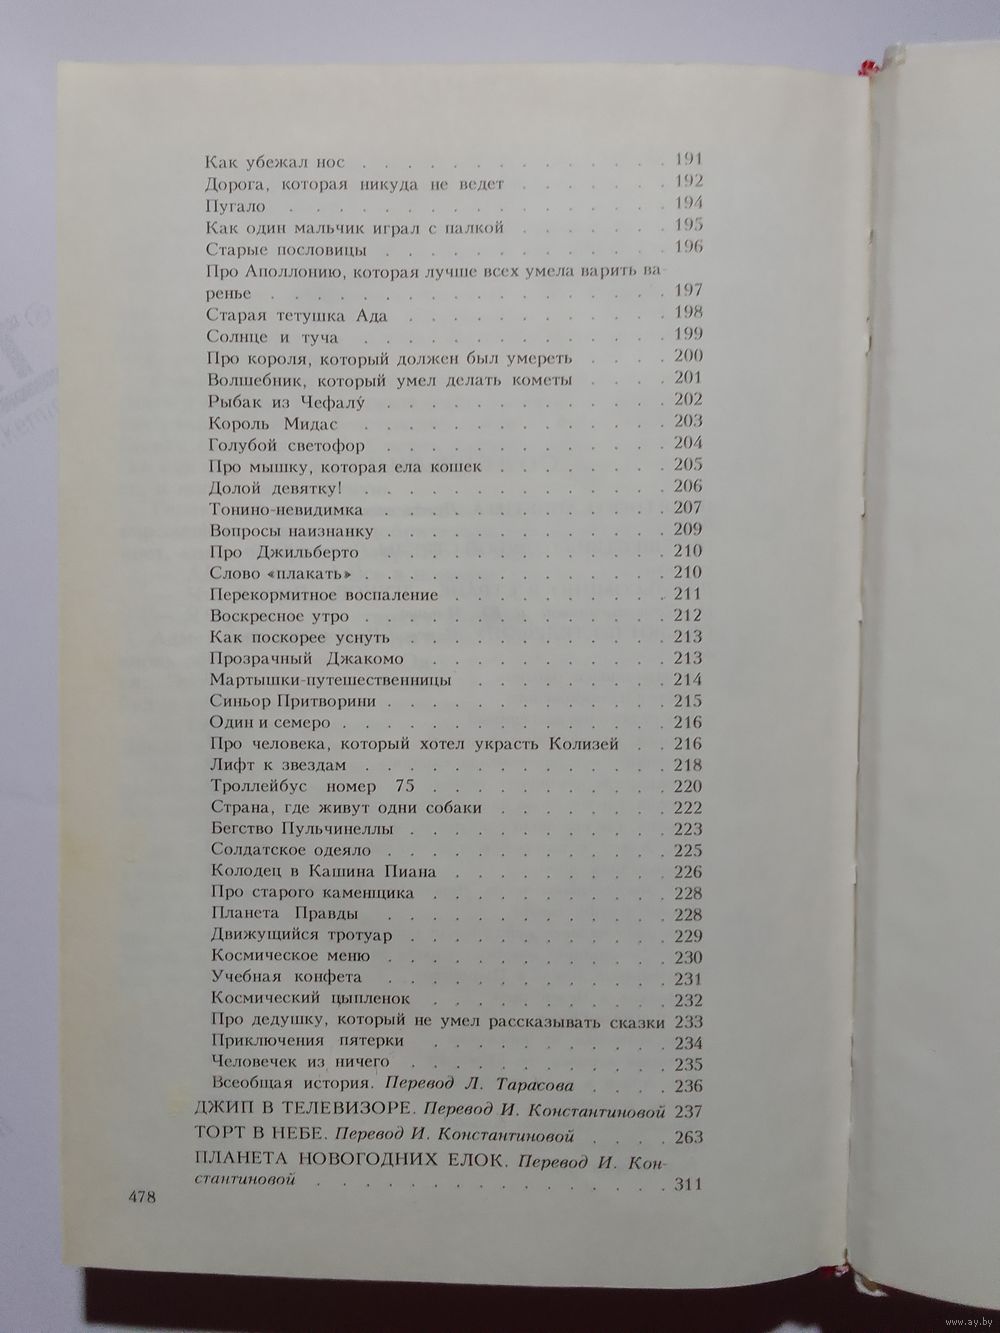 Как убежал нос . . . . . . . . . . . . . . 191
Дорога, которая никуда не ведет . . . . . . . 192
Пугало . . . . . . . . . . . . . . . . . 194
Как один мальчик играл с палкой . . . . . . . 195
Старые пословицы . . . . . . . . . . . . . 196
Про Аполлонию, которая лучше всех умела варить ва-
ренье . . . . . . . . . . . . . . . . . . 197
Старая тетушка Ада . . . . . . . . . . . . 198
Солнце и туча . . . . . . . . . . . . . . 199
Про короля, который должен был умереть . . . . 200
Волшебник, который умел делать кометы . . . . 201
Рыбак из Чефалу́ . . . . . . . . . . . . . 202
Король Мидас . . . . . . . . . . . . . . 203
Голубой светофор . . . . . . . . . . . . . 204
Про мышку, которая ела кошек . . . . . . . . 205
Долой девятку! . . . . . . . . . . . . . . 206
Тонино-невидимка . . . . . . . . . . . . . 207
Вопросы наизнанку . . . . . . . . . . . . . 209
Про Джильберто . . . . . . . . . . . . . 210
Слово «плакать» . . . . . . . . . . . . . . 210
Перекормитное воспаление . . . . . . . . . . 211
Воскресное утро . . . . . . . . . . . . . . 212
Как поскорее уснуть . . . . . . . . . . . . 213
Прозрачный Джакомо . . . . . . . . . . . 213
Мартышки-путешественницы . . . . . . . . . 214
Синьор Притворини . . . . . . . . . . . . . 215
Один и семеро . . . . . . . . . . . . . . . 216
Про человека, который хотел украсть Колизей . . 216
Лифт к звездам . . . . . . . . . . . . . . 218
Троллейбус номер 75 . . . . . . . . . . . 220
Страна, где живут одни собаки . . . . . . . . 222
Бегство Пульчинеллы . . . . . . . . . . . . 223
Солдатское одеяло . . . . . . . . . . . . . 225
Колодец в Кашина Пиана . . . . . . . . . . 226
Про старого каменщика . . . . . . . . . . . 228
Планета Правды . . . . . . . . . . . . . 228
Движущийся тротуар . . . . . . . . . . . . 229
Космическое меню . . . . . . . . . . . . . 230
Учебная конфета . . . . . . . . . . . . . 231
Космический цыпленок . . . . . . . . . . . 232
Про дедушку, который не умел рассказывать сказки 233
Приключения пятерки . . . . . . . . . . . 234
Человечек из ничего . . . . . . . . . . . . 235
Всеобщая история. Перевод Л. Тарасова . . . . 236
ДЖИП В ТЕЛЕВИЗОРЕ. Перевод И. Константиновой 237
ТОРТ В НЕБЕ. Перевод И. Константиновой . . . . 263
ПЛАНЕТА НОВОГОДНИХ ЕЛОК. Перевод И. Кон-
стантиновой . . . . . . . . . . . . . . . . 311
478
www.ay.by